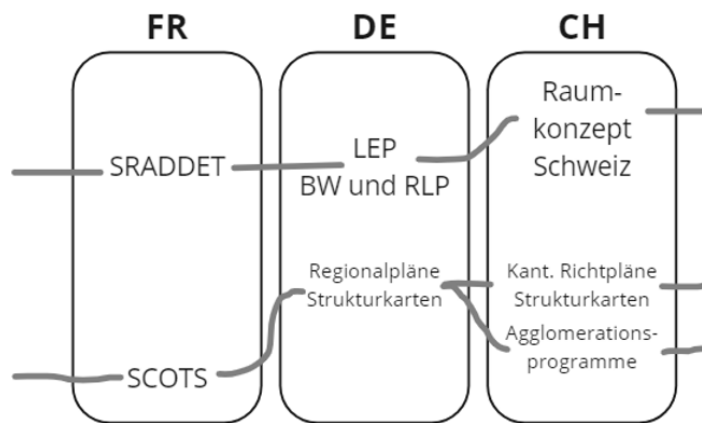 FR
DE
CH
SRADDET
SCOTS
LEP
BW und RLP
Regionalpläne
Strukturkarten
Raum-
konzept
Schweiz
Kant. Richtpläne
Strukturkarten
Agglomerations-
programme